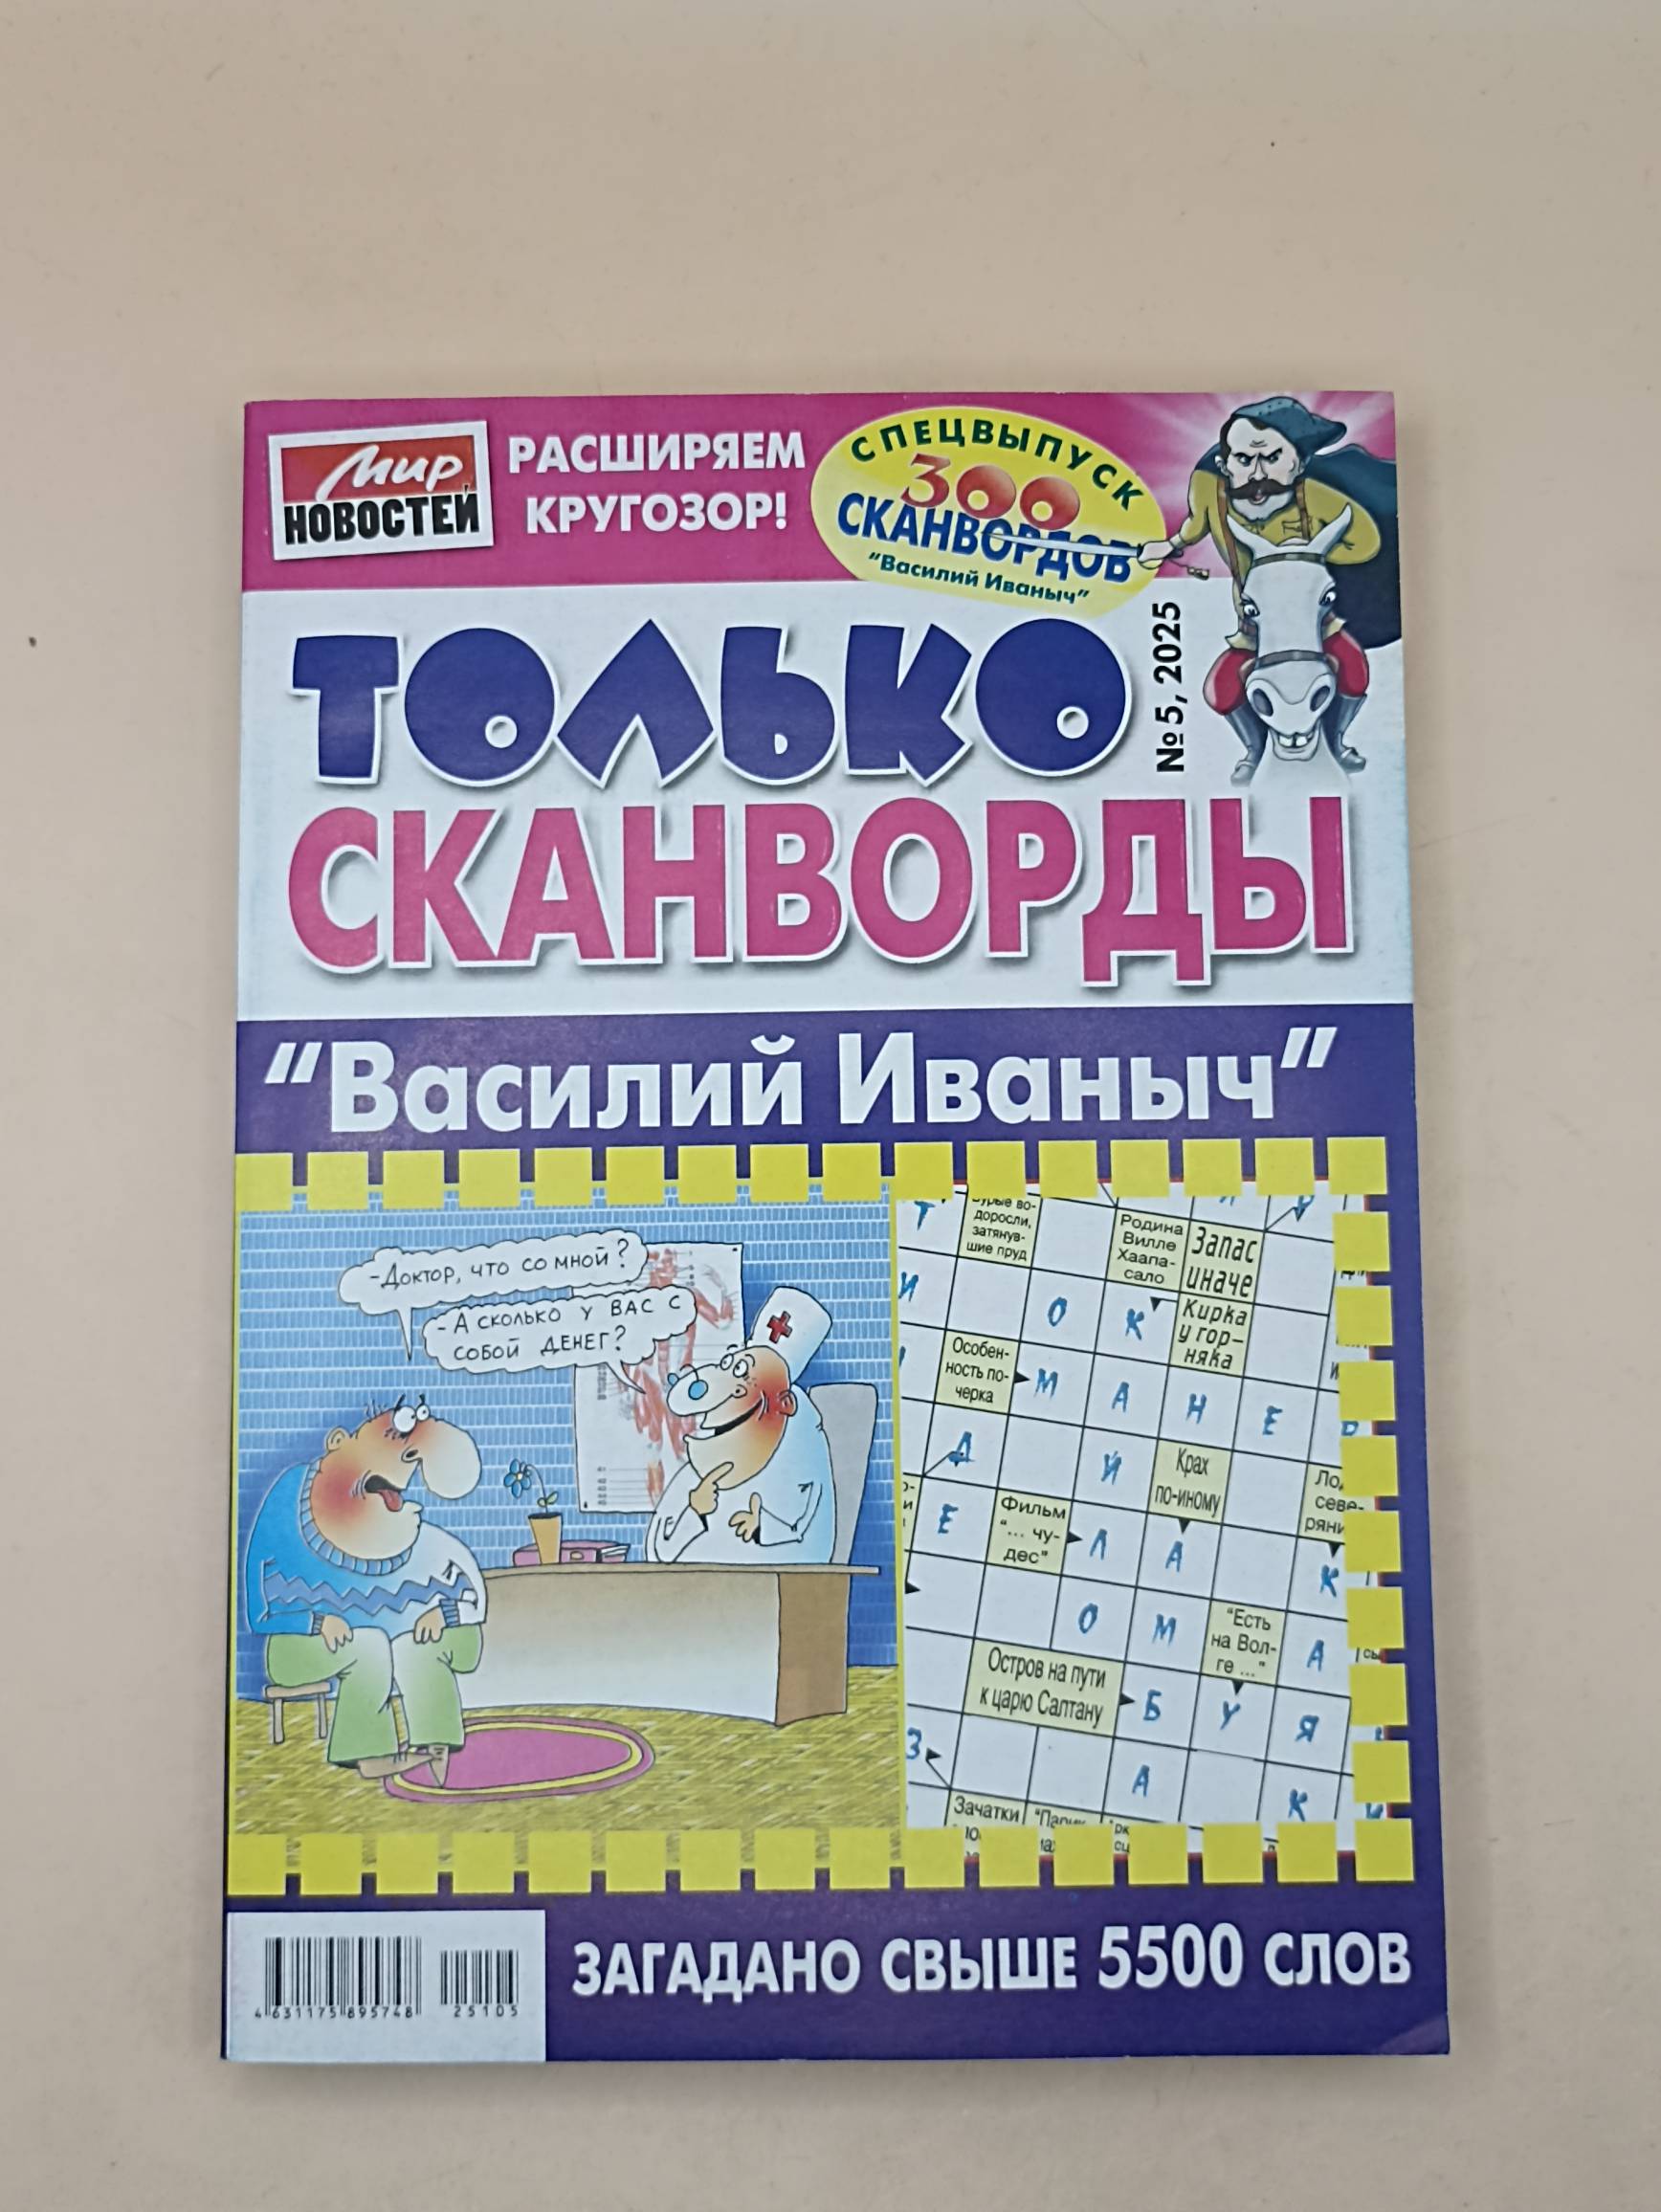 Мир
НОВОСТЕЙ
РАСШИРЯЕМ
КРУГОЗОР!
СПЕЦВЫПУСК
300
СКАНВОРДОВ
"Василий Иваныч"
№5, 2025
ТОЛЬКО
СКАНВОРДЫ
"Василий Иваныч"
-ДОКТОР, ЧТО СО МНОЙ?
-А СКОЛЬКО У ВАС С
СОБОЙ ДЕНЕГ?
Т
Бурые во-
доросли,
затянув-
шие пруд
Родина
Вилле
Хаапа-
сало
Запас
иначе
И
О К
Кирка
у гор-
няка
Особен-
ность по-
черка
М А Н Е Р
Д
Й
Крах
по-иному
севе-
Е
Фильм
"... чу-
дес"
Л А
К
О М
"Есть
на Вол-
ге ..."
А
Остров на пути
к царю Салтану
Б У Я
З
А
К
Зачатки
4 631175 895748
25105
ЗАГАДАНО СВЫШЕ 5500 СЛОВ